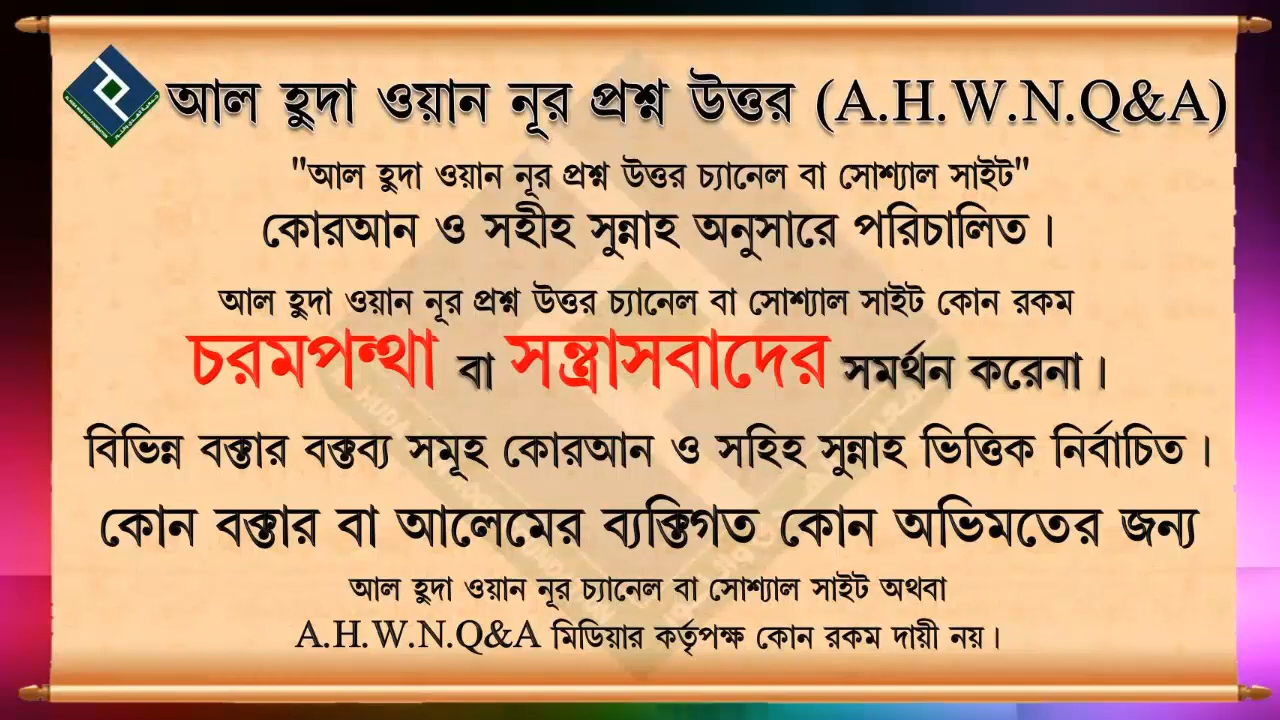 আল হুদা ওয়ান নূর প্রশ্ন উত্তর (A.H.W.N.Q&A)
"আল হুদা ওয়ান নূর প্রশ্ন উত্তর চ্যানেল বা সোশ্যাল সাইট"
কোরআন ও সহীহ সুন্নাহ অনুসারে পরিচালিত।
আল হুদা ওয়ান নূর প্রশ্ন উত্তর চ্যানেল বা সোশ্যাল সাইট কোন রকম
চরমপন্থা বা সন্ত্রাসবাদের সমর্থন করেনা।
বিভিন্ন বক্তার বক্তব্য সমূহ কোরআন ও সহিহ সুন্নাহ ভিত্তিক নির্বাচিত।
কোন বক্তার বা আলেমের ব্যক্তিগত কোন অভিমতের জন্য
আল হুদা ওয়ান নূর চ্যানেল বা সোশ্যাল সাইট অথবা
A.H.W.N.Q&A মিডিয়ার কর্তৃপক্ষ কোন রকম দায়ী নয়।